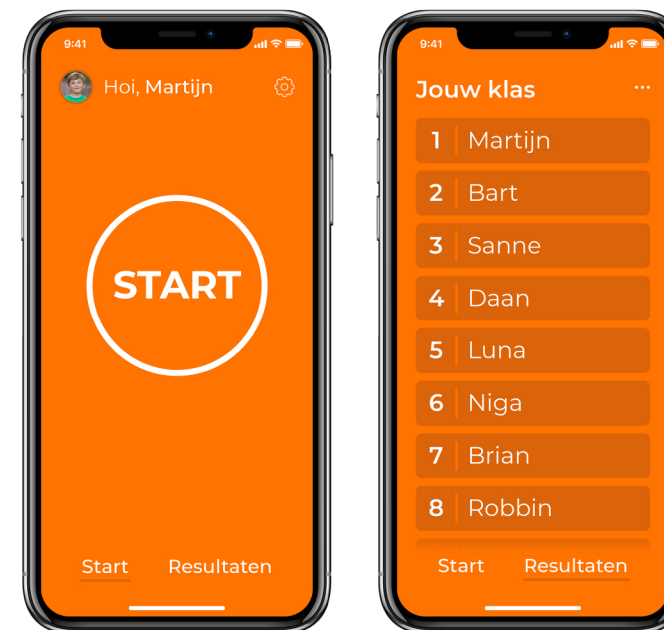 9:41
Hoi, Martijn
START
Start Resultaten
9:41
Jouw klas
1 Martijn
2 Bart
3 Sanne
4 Daan
5 Luna
6 Niga
7 Brian
8 Robbin
Start Resultaten